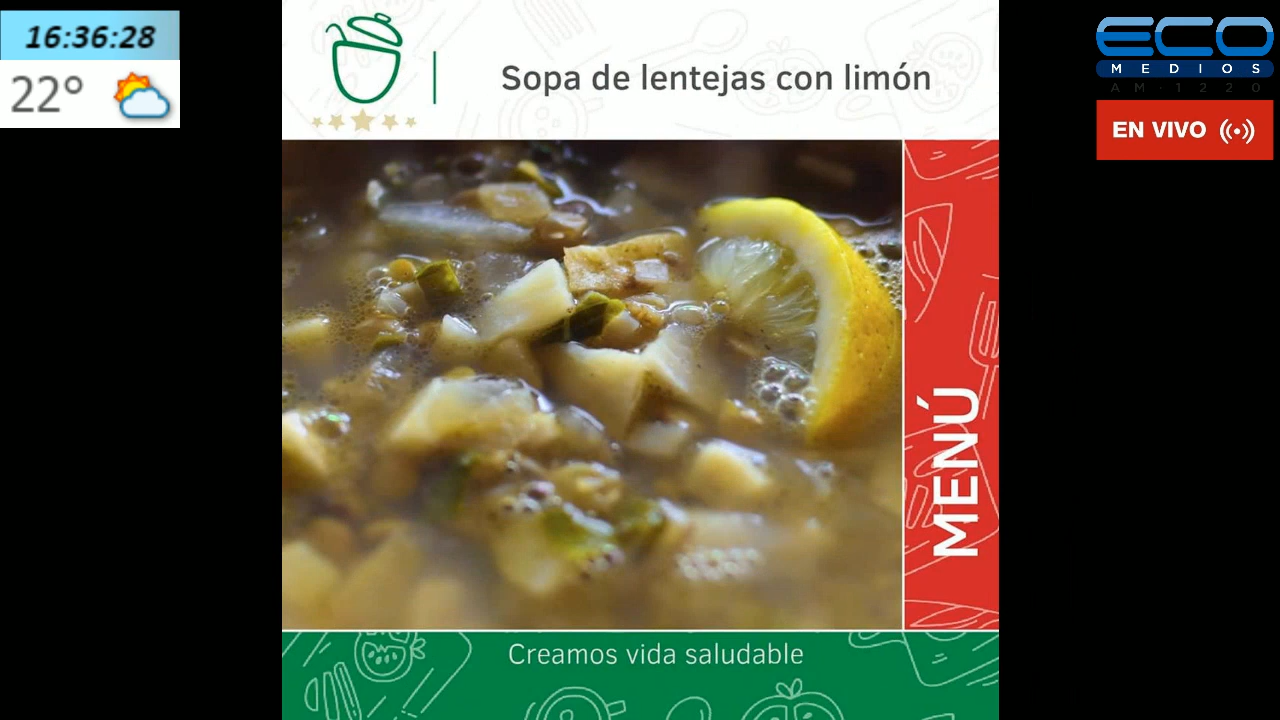 16:36:28
22°
Sopa de lentejas con limón
ECO
MEDIOS
AM·1220
EN VIVO
MENÚ
Creamos vida saludable